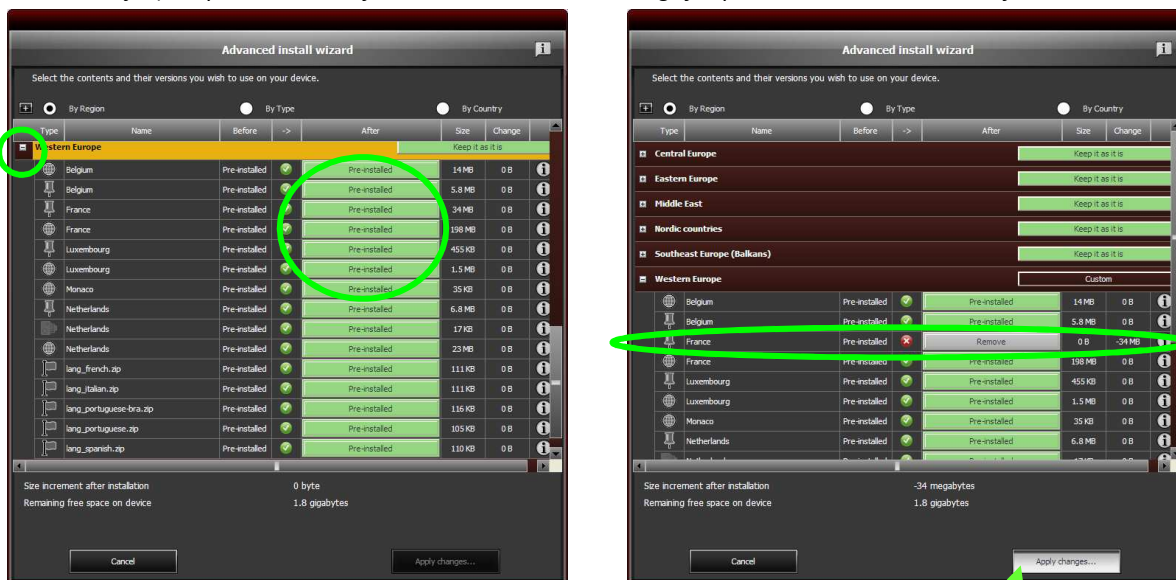 Advanced install wizard
Select the contents and their versions you wish to use on your device.
By Region By Type By Country
Type Name Before -> After Size Change
Western Europe Keep it as it is
Belgium Pre-installed Pre-installed 14 MB 0 B
Belgium Pre-installed Pre-installed 5.8 MB 0 B
France Pre-installed Pre-installed 34 MB 0 B
France Pre-installed Pre-installed 198 MB 0 B
Luxembourg Pre-installed Pre-installed 455 KB 0 B
Luxembourg Pre-installed Pre-installed 1.5 MB 0 B
Monaco Pre-installed Pre-installed 35 KB 0 B
Netherlands Pre-installed Pre-installed 6.8 MB 0 B
Netherlands Pre-installed Pre-installed 17 KB 0 B
Netherlands Pre-installed Pre-installed 23 MB 0 B
lang_french.zip Pre-installed Pre-installed 111 KB 0 B
lang_italian.zip Pre-installed Pre-installed 111 KB 0 B
lang_portuguese-bra.zip Pre-installed Pre-installed 116 KB 0 B
lang_portuguese.zip Pre-installed Pre-installed 105 KB 0 B
lang_spanish.zip Pre-installed Pre-installed 110 KB 0 B
Size increment after installation 0 byte
Remaining free space on device 1.8 gigabytes
Cancel Apply changes...
Advanced install wizard
Select the contents and their versions you wish to use on your device.
By Region By Type By Country
Type Name Before -> After Size Change
Central Europe Keep it as it is
Eastern Europe Keep it as it is
Middle East Keep it as it is
Nordic countries Keep it as it is
Southeast Europe (Balkans) Keep it as it is
Western Europe Custom
Belgium Pre-installed Pre-installed 14 MB 0 B
Belgium Pre-installed Pre-installed 5.8 MB 0 B
France Pre-installed Remove 0 B -34 MB
France Pre-installed Pre-installed 198 MB 0 B
Luxembourg Pre-installed Pre-installed 455 KB 0 B
Luxembourg Pre-installed Pre-installed 1.5 MB 0 B
Monaco Pre-installed Pre-installed 35 KB 0 B
Netherlands Pre-installed Pre-installed 6.8 MB 0 B
Size increment after installation -34 megabytes
Remaining free space on device 1.8 gigabytes
Cancel Apply changes...